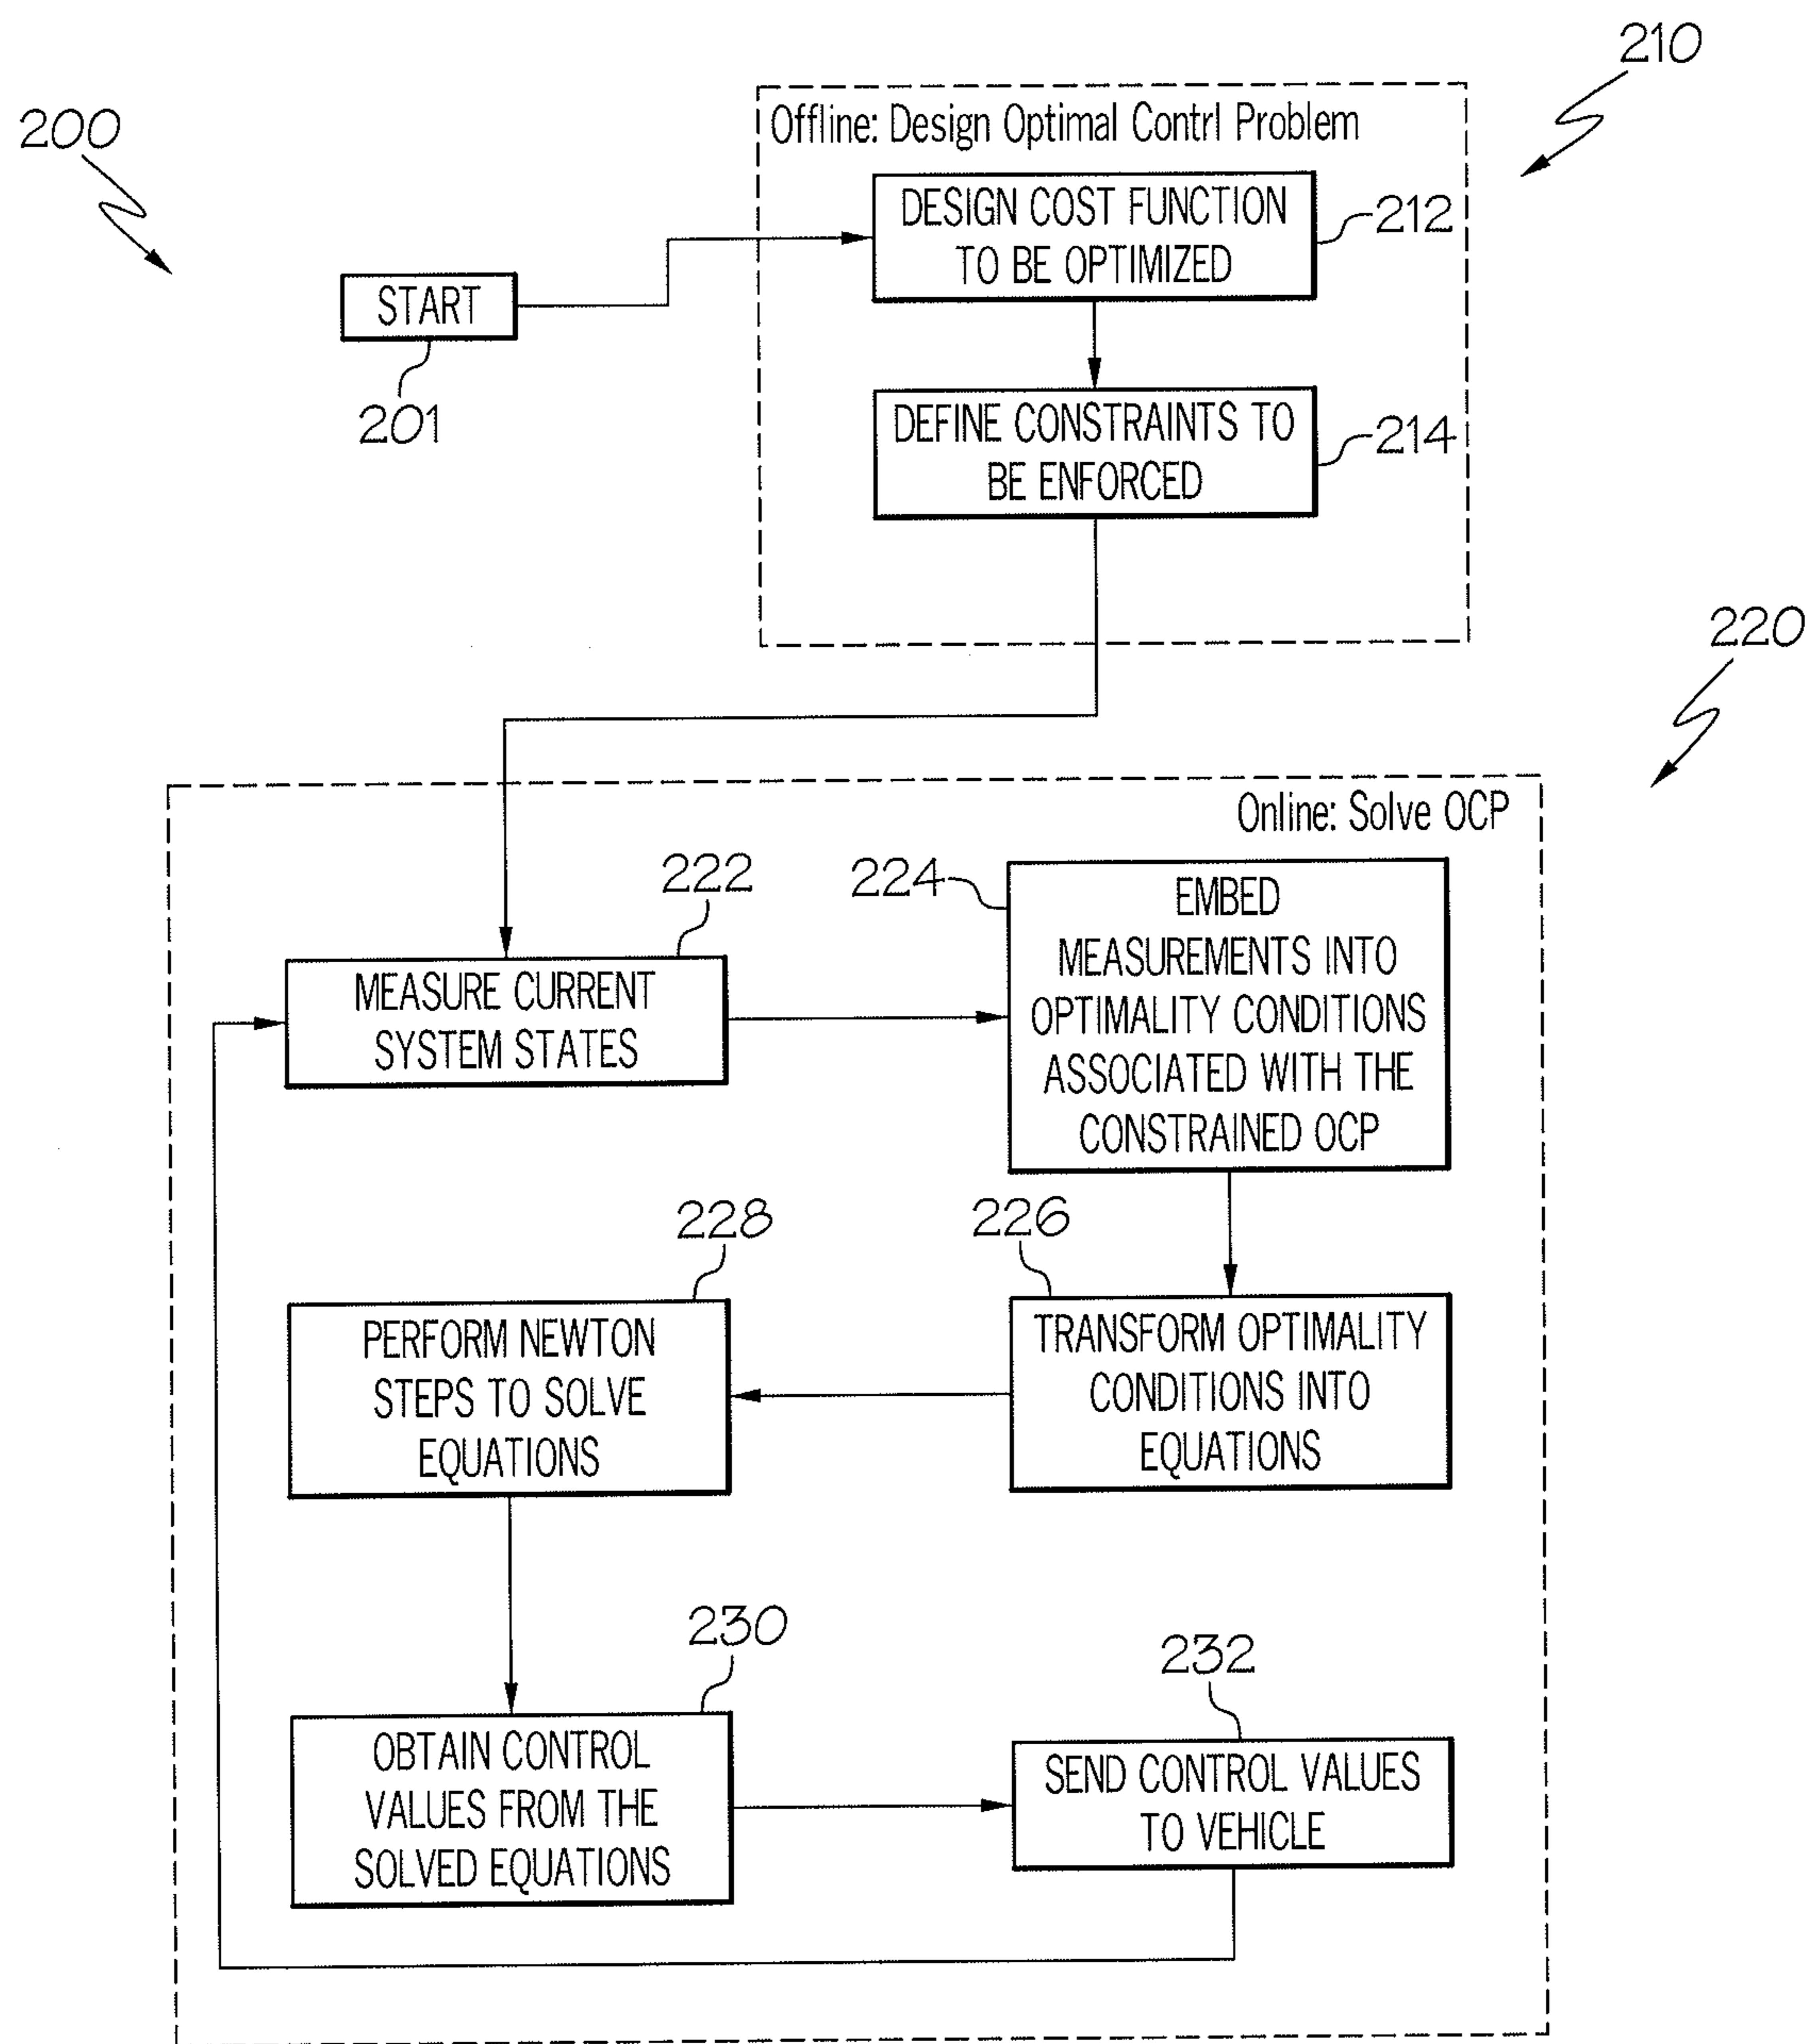 210
200
Offline: Design Optimal Contrl Problem
DESIGN COST FUNCTION
TO BE OPTIMIZED
212
START
201
DEFINE CONSTRAINTS TO
BE ENFORCED
214
220
Online: Solve OCP
222
MEASURE CURRENT
SYSTEM STATES
224
EMBED
MEASUREMENTS INTO
OPTIMALITY CONDITIONS
ASSOCIATED WITH THE
CONSTRAINED OCP
228
PERFORM NEWTON
STEPS TO SOLVE
EQUATIONS
226
TRANSFORM OPTIMALITY
CONDITIONS INTO
EQUATIONS
230
OBTAIN CONTROL
VALUES FROM THE
SOLVED EQUATIONS
232
SEND CONTROL VALUES
TO VEHICLE